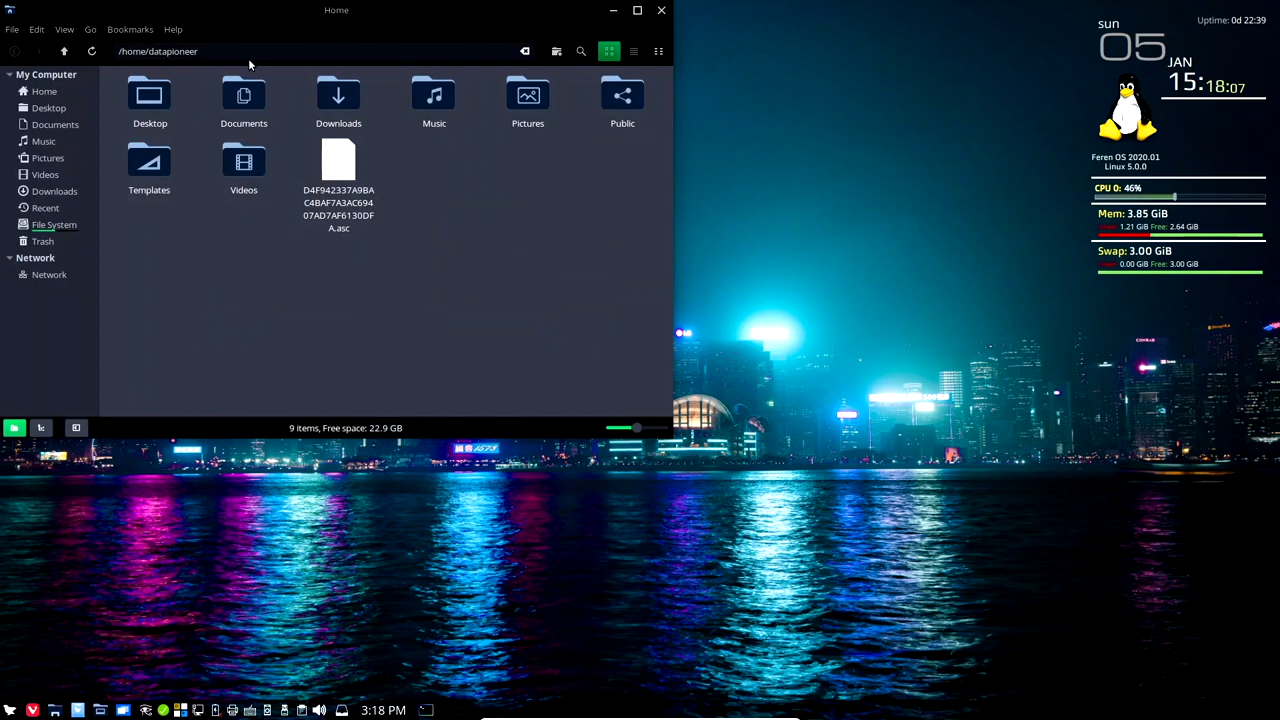 Home
File Edit View Go Bookmarks Help
/home/datapioneer
My Computer
Home
Desktop
Documents
Music
Pictures
Videos
Downloads
Recent
File System
Trash
Network
Network
Desktop
Documents
Downloads
Music
Pictures
Public
Templates
Videos
D4F942337A9BA
C4BAF7A3AC694
07AD7AF6130DF
A.asc
9 items, Free space: 22.9 GB
sun
05
JAN
15:18:07
Uptime: 0d 22:39
Feren OS 2020.01
Linux 5.0.0
CPU 0: 46%
Mem: 3.85 GiB
1.21 GiB Free: 2.64 GiB
Swap: 3.00 GiB
0.00 GiB Free: 3.00 GiB
CONRAD
3:18 PM